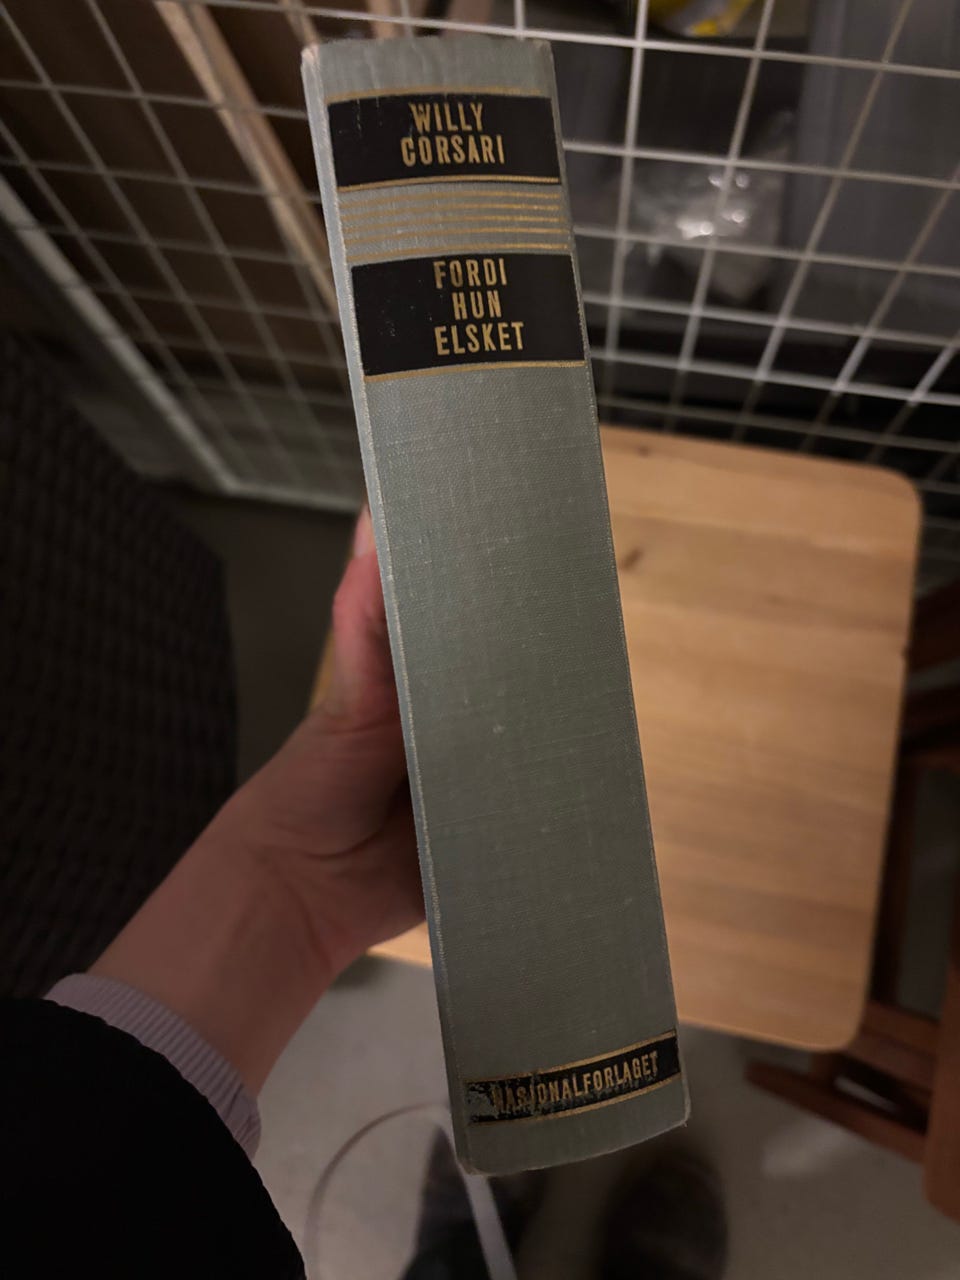 WILLY
CORSARI
FORDI
HUN
ELSKET
NASJONALFORLAGET